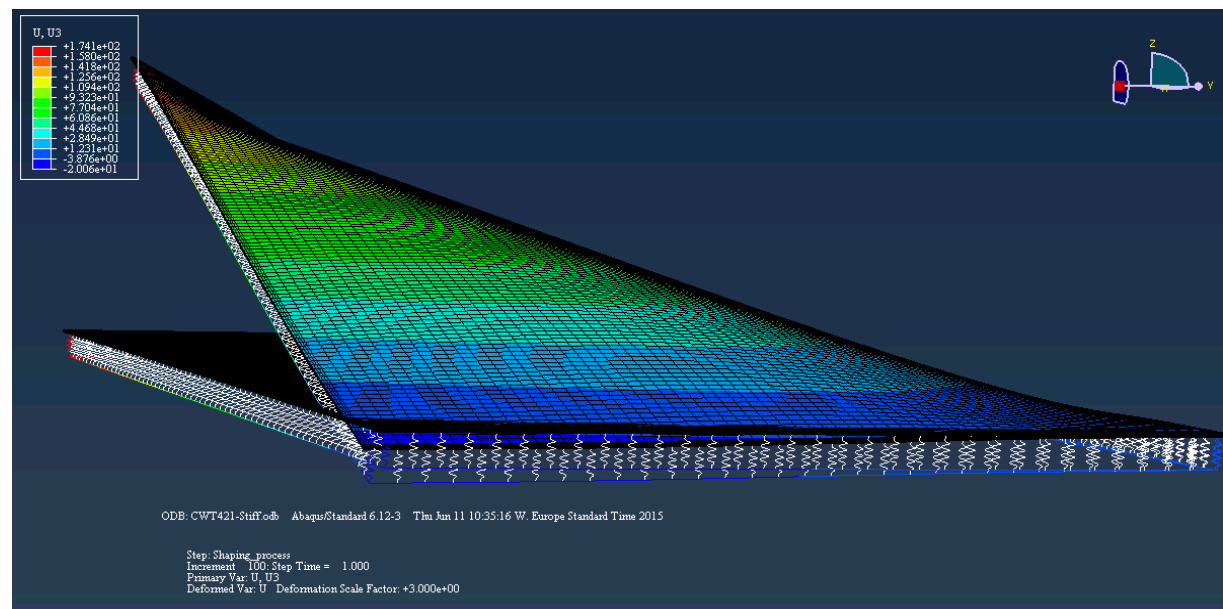 U, U3
+1.741e+02
+1.580e+02
+1.418e+02
+1.256e+02
+1.094e+02
+9.323e+01
+7.704e+01
+6.086e+01
+4.468e+01
+2.849e+01
+1.231e+01
-3.876e+00
-2.006e+01
Z
Y
ODB: CWT421-Stiff.odb Abaqus/Standard 6.12-3 Thu Jun 11 10:35:16 W. Europe Standard Time 2015
Step: Shaping_process
Increment 100: Step Time = 1.000
Primary Var: U, U3
Deformed Var: U Deformation Scale Factor: +3.000e+00